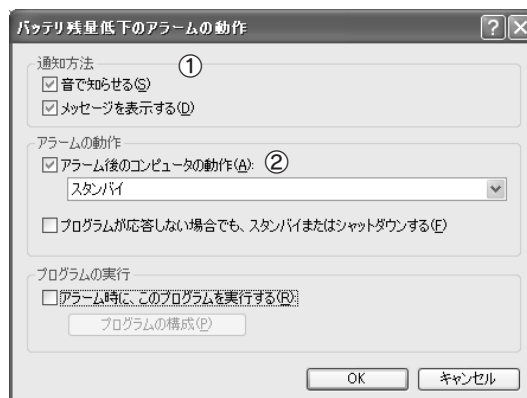 バッテリ残量低下のアラームの動作
通知方法 ①
音で知らせる(S)
メッセージを表示する(D)
アラームの動作
アラーム後のコンピュータの動作(A): ②
スタンバイ
プログラムが応答しない場合でも、スタンバイまたはシャットダウンする(F)
プログラムの実行
アラーム時に、このプログラムを実行する(R):
プログラムの構成(P)
OK キャンセル